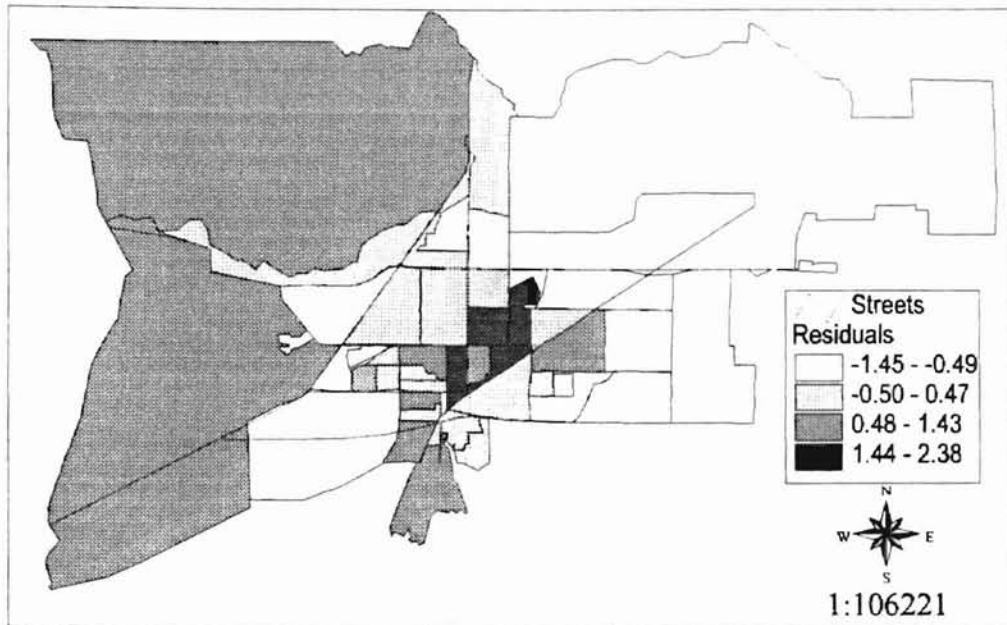 Streets
Residuals
-1.45 - -0.49
-0.50 - 0.47
0.48 - 1.43
1.44 - 2.38
N
W E
S
1:106221